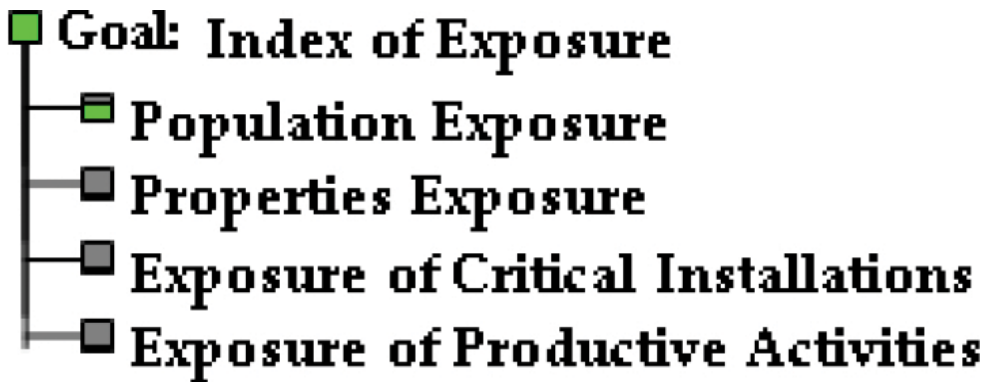 Goal: Index of Exposure
Population Exposure
Properties Exposure
Exposure of Critical Installations
Exposure of Productive Activities